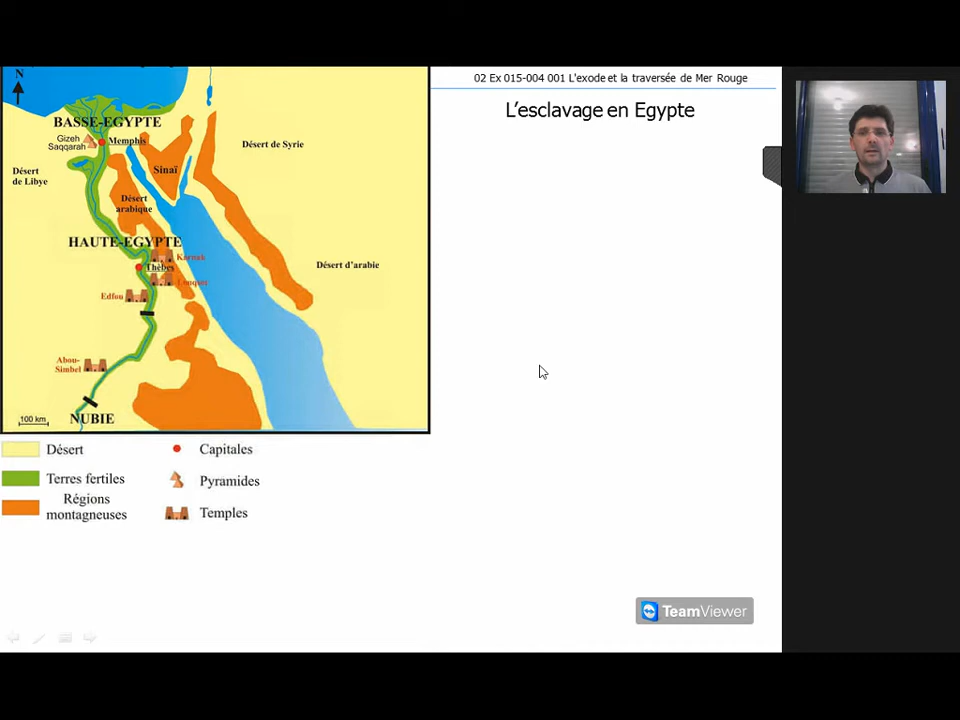 02 Ex 015-004 001 L'exode et la traversée de Mer Rouge
L'esclavage en Egypte
N
BASSE-EGYPTE
Gizeh
Saqqarah
Memphis
Désert de Syrie
Désert
de Libye
Sinaï
Désert
arabique
HAUTE-EGYPTE
Karnak
Thèbes
Louqsor
Désert d'arabie
Edfou
Abou-
Simbel
100 km
NUBIE
Désert
Capitales
Terres fertiles
Pyramides
Régions
montagneuses
Temples
TeamViewer